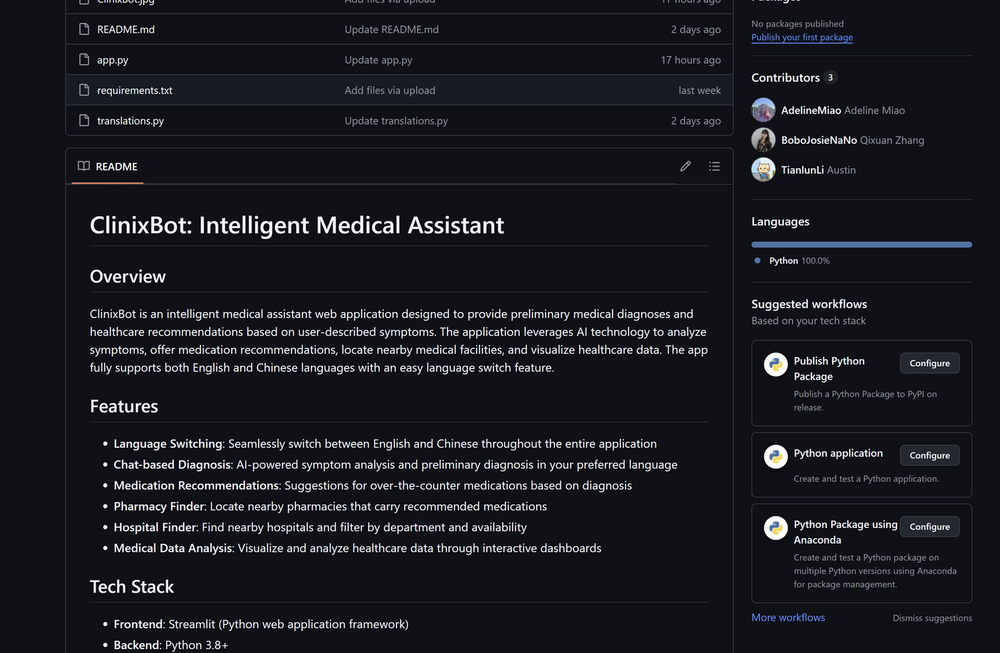 ClinixBot.jpg Add files via upload 17 hours ago
README.md Update README.md 2 days ago
app.py Update app.py 17 hours ago
requirements.txt Add files via upload last week
translations.py Update translations.py 2 days ago
README
ClinixBot: Intelligent Medical Assistant
Overview
ClinixBot is an intelligent medical assistant web application designed to provide preliminary medical diagnoses and
healthcare recommendations based on user-described symptoms. The application leverages AI technology to analyze
symptoms, offer medication recommendations, locate nearby medical facilities, and visualize healthcare data. The app
fully supports both English and Chinese languages with an easy language switch feature.
Features
• Language Switching: Seamlessly switch between English and Chinese throughout the entire application
• Chat-based Diagnosis: AI-powered symptom analysis and preliminary diagnosis in your preferred language
• Medication Recommendations: Suggestions for over-the-counter medications based on diagnosis
• Pharmacy Finder: Locate nearby pharmacies that carry recommended medications
• Hospital Finder: Find nearby hospitals and filter by department and availability
• Medical Data Analysis: Visualize and analyze healthcare data through interactive dashboards
Tech Stack
• Frontend: Streamlit (Python web application framework)
• Backend: Python 3.8+
Packages
No packages published
Publish your first package
Contributors 3
AdelineMiao Adeline Miao
BoboJosieNaNo Qixuan Zhang
TianlunLi Austin
Languages
Python 100.0%
Suggested workflows
Based on your tech stack
Publish Python
Package
Configure
Publish a Python Package to PyPI on
release.
Python application
Configure
Create and test a Python application.
Python Package using
Anaconda
Configure
Create and test a Python package on
multiple Python versions using Anaconda
for package management.
More workflows
Dismiss suggestions